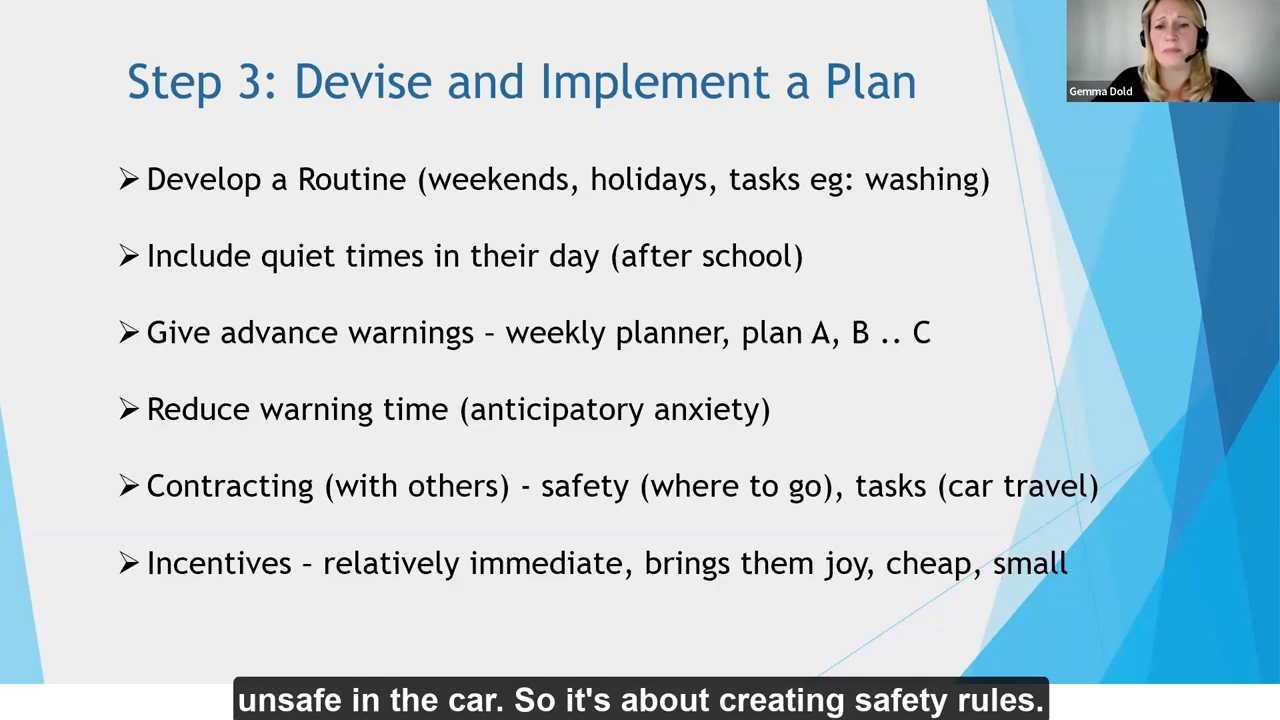 Step 3: Devise and Implement a Plan
Gemma Dold
➢ Develop a Routine (weekends, holidays, tasks eg: washing)
➢ Include quiet times in their day (after school)
➢ Give advance warnings – weekly planner, plan A, B .. C
➢ Reduce warning time (anticipatory anxiety)
➢ Contracting (with others) - safety (where to go), tasks (car travel)
➢ Incentives – relatively immediate, brings them joy, cheap, small
unsafe in the car. So it's about creating safety rules.